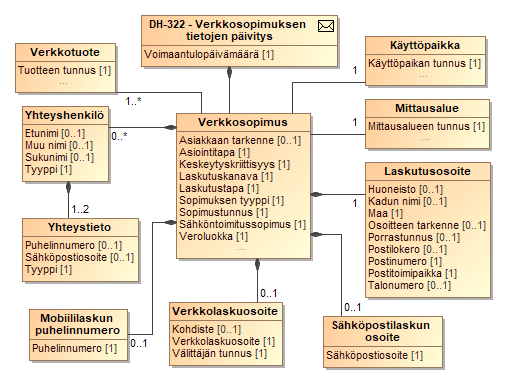 DH-322 - Verkkosopimuksen
tietojen päivitys
Voimaantulopäivämäärä [1]
Verkkotuote
Tuotteen tunnus [1]
...
1..*
Käyttöpaikka
Käyttöpaikan tunnus [1]
...
1
Yhteyshenkilö
Etunimi [0..1]
Muu nimi [0..1]
Sukunimi [0..1]
Tyyppi [1]
0..*
Verkkosopimus
Asiakkaan tarkenne [0..1]
Asiointitapa [1]
Keskeytyskriittisyys [1]
Laskutuskanava [1]
Laskutustapa [1]
Sopimuksen tyyppi [1]
Sopimustunnus [1]
Sähköntoimitussopimus [1]
Veroluokka [1]
...
Mittausalue
Mittausalueen tunnus [1]
...
1
Laskutusosoite
Huoneisto [0..1]
Kadun nimi [0..1]
Maa [1]
Osoitteen tarkenne [0..1]
Porrastunnus [0..1]
Postilokero [0..1]
Postinumero [1]
Postitoimipaikka [1]
Talonumero [0..1]
1
1..2
Yhteystieto
Puhelinnumero [0..1]
Sähköpostiosoite [0..1]
Tyyppi [1]
Mobiililaskun
puhelinnumero
Puhelinnumero [1]
0..1
Verkkolaskuosoite
Kohdiste [0..1]
Verkkolaskuosoite [1]
Välittäjän tunnus [1]
0..1
Sähköpostilaskun
osoite
Sähköpostiosoite [1]
0..1